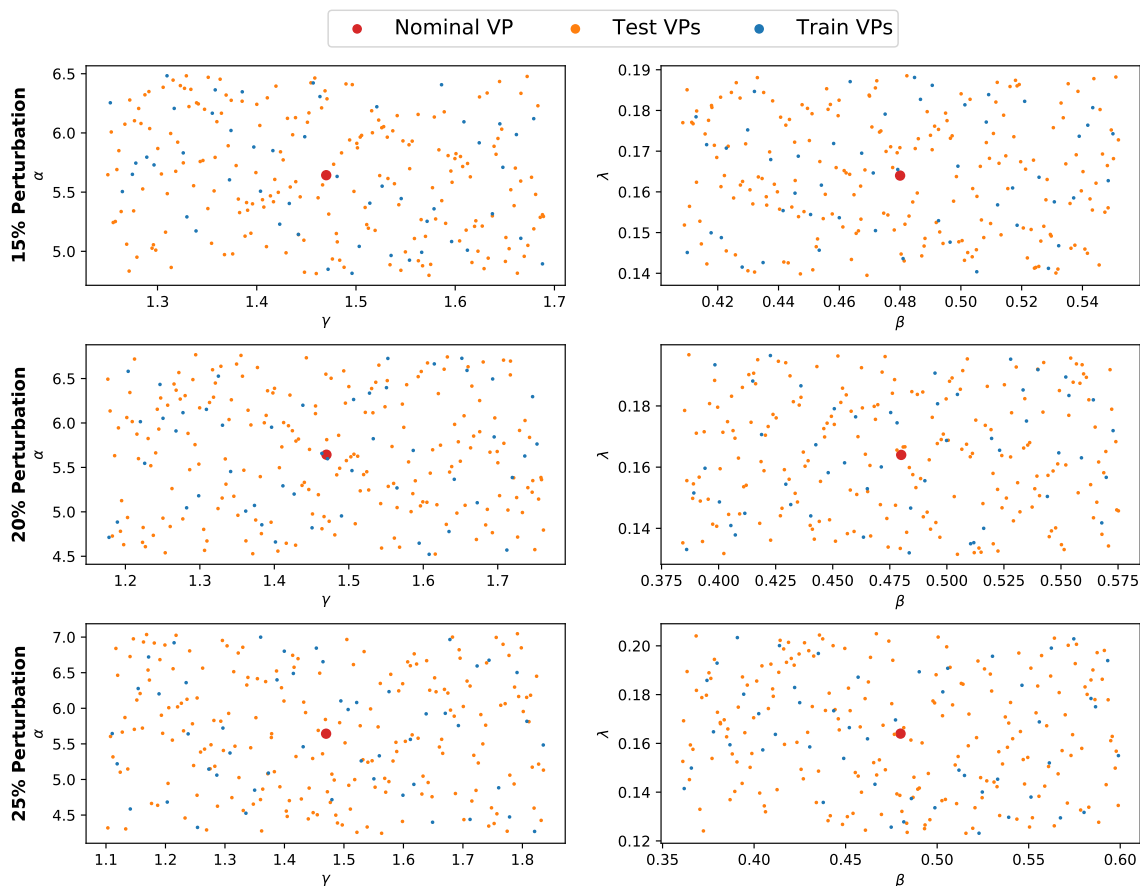 Nominal VP Test VPs Train VPs
15% Perturbation
α
6.5
6.0
5.5
5.0
1.3 1.4 1.5 1.6 1.7
γ
λ
0.19
0.18
0.17
0.16
0.15
0.14
0.42 0.44 0.46 0.48 0.50 0.52 0.54
β
20% Perturbation
α
6.5
6.0
5.5
5.0
4.5
1.2 1.3 1.4 1.5 1.6 1.7
γ
λ
0.18
0.16
0.14
0.375 0.400 0.425 0.450 0.475 0.500 0.525 0.550 0.575
β
25% Perturbation
α
7.0
6.5
6.0
5.5
5.0
4.5
1.1 1.2 1.3 1.4 1.5 1.6 1.7 1.8
γ
λ
0.20
0.18
0.16
0.14
0.12
0.35 0.40 0.45 0.50 0.55 0.60
β